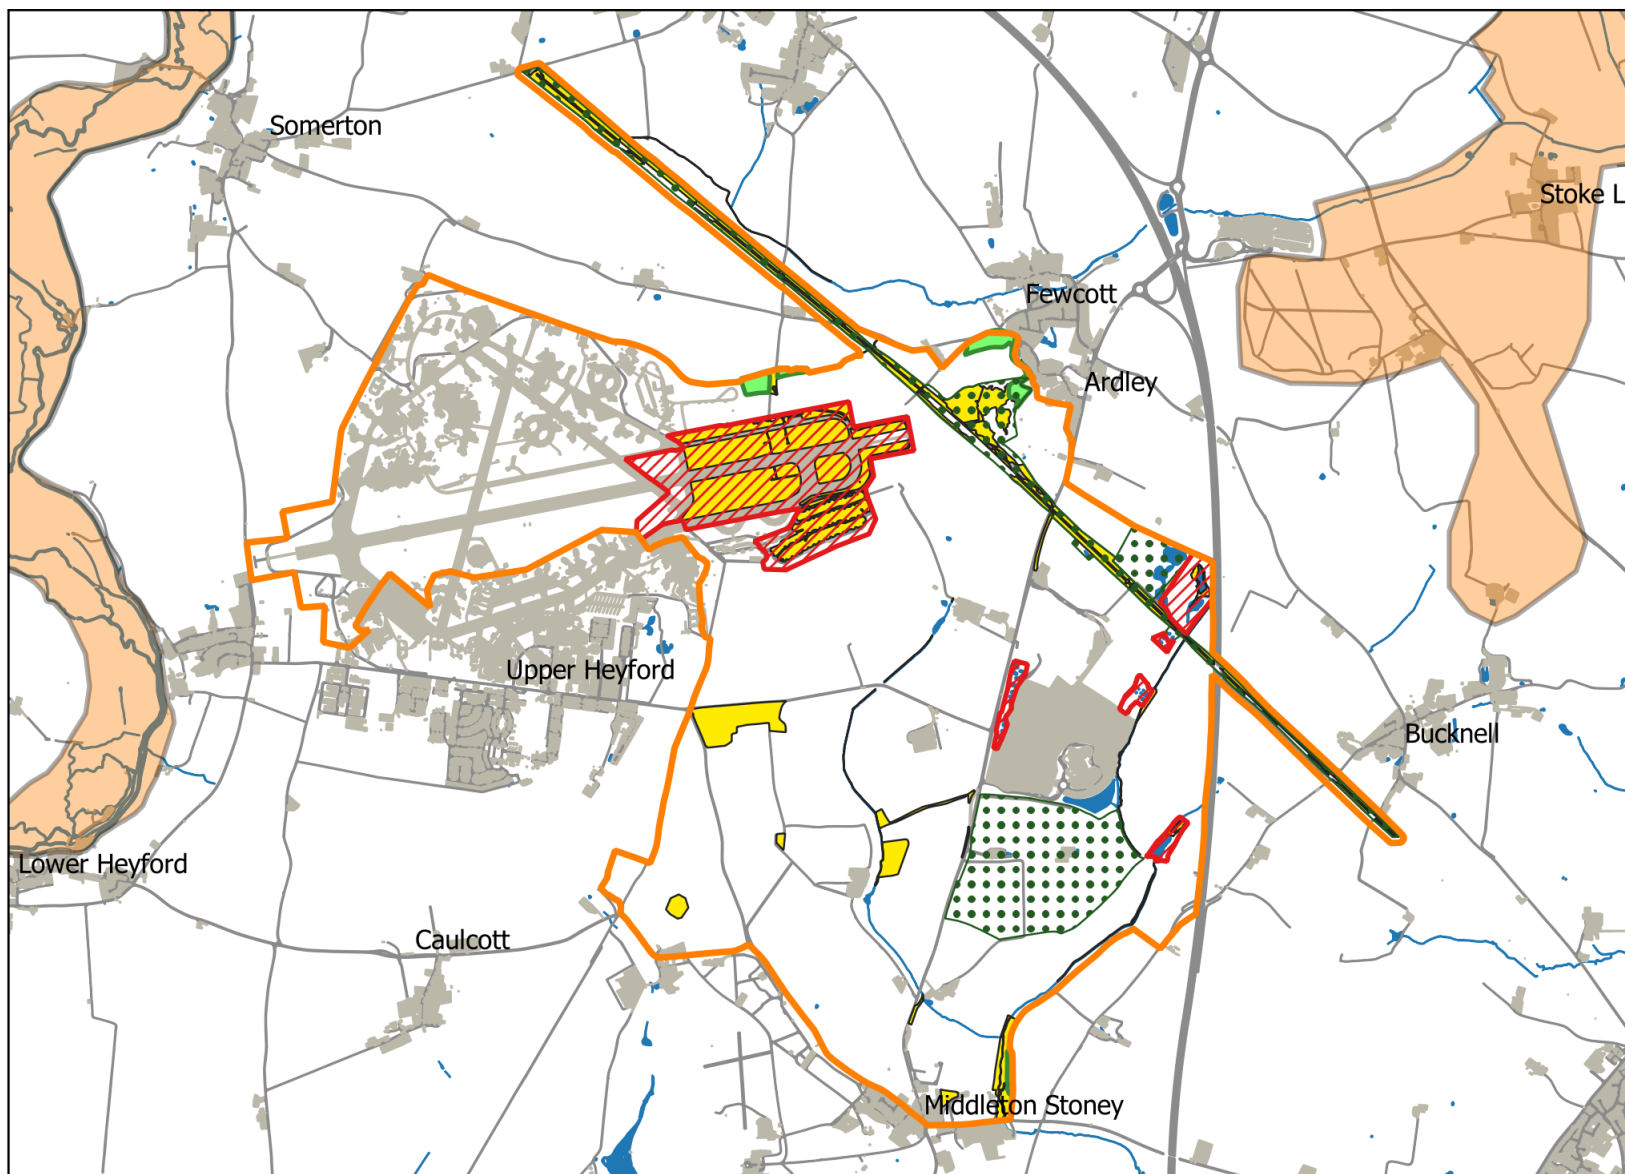 Somerton
Stoke L
Fewcott
Ardley
Upper Heyford
Bucknell
Lower Heyford
Caulcott
Middleton Stoney